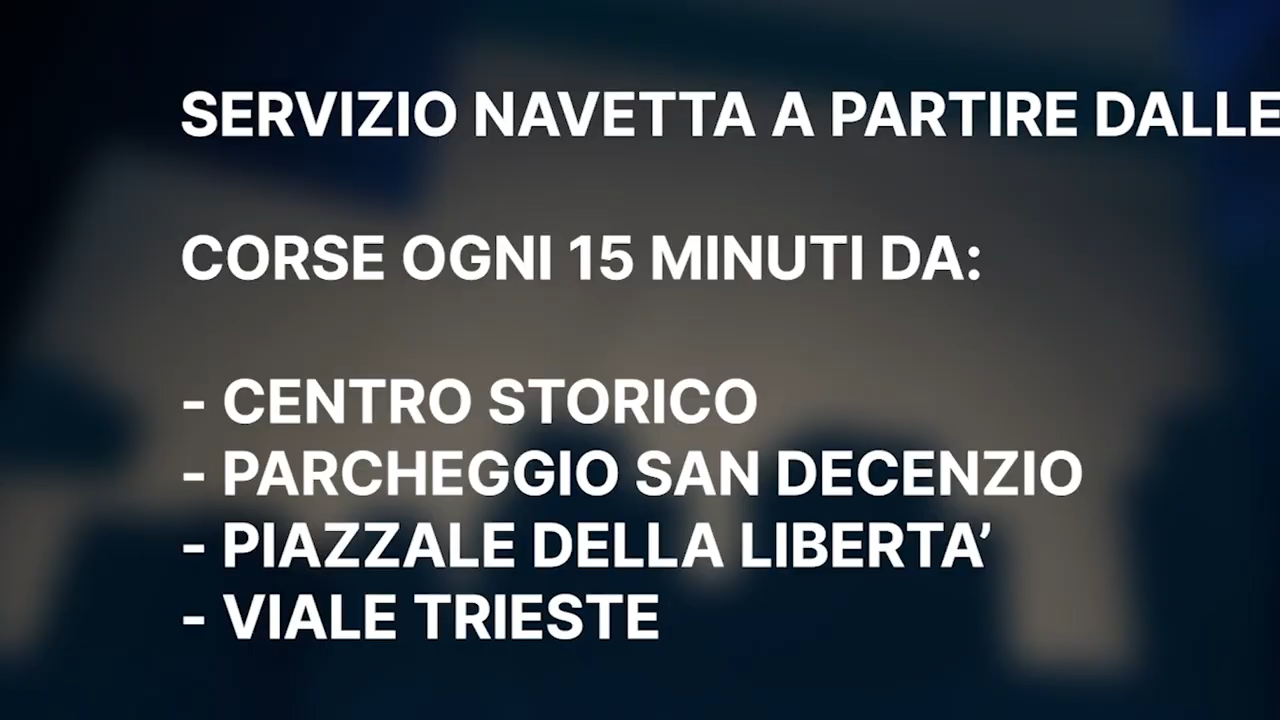 SERVIZIO NAVETTA A PARTIRE DALLE
CORSE OGNI 15 MINUTI DA:
- CENTRO STORICO
- PARCHEGGIO SAN DECENZIO
- PIAZZALE DELLA LIBERTA’
- VIALE TRIESTE